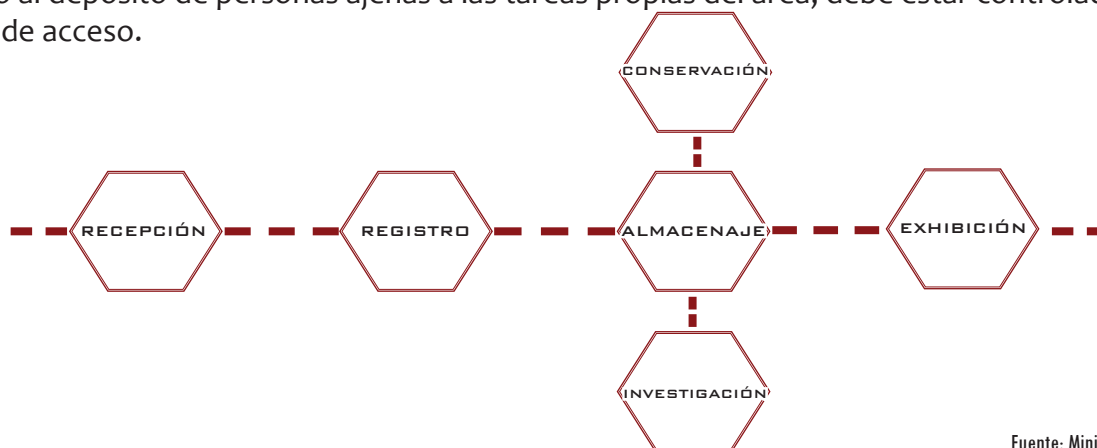 o al depósito de personas ajenas a las tareas propias del área, debe estar controlad
de acceso.
CONSERVACIÓN
RECEPCIÓN
REGISTRO
ALMACENAJE
EXHIBICIÓN
INVESTIGACIÓN
Fuente: Mini